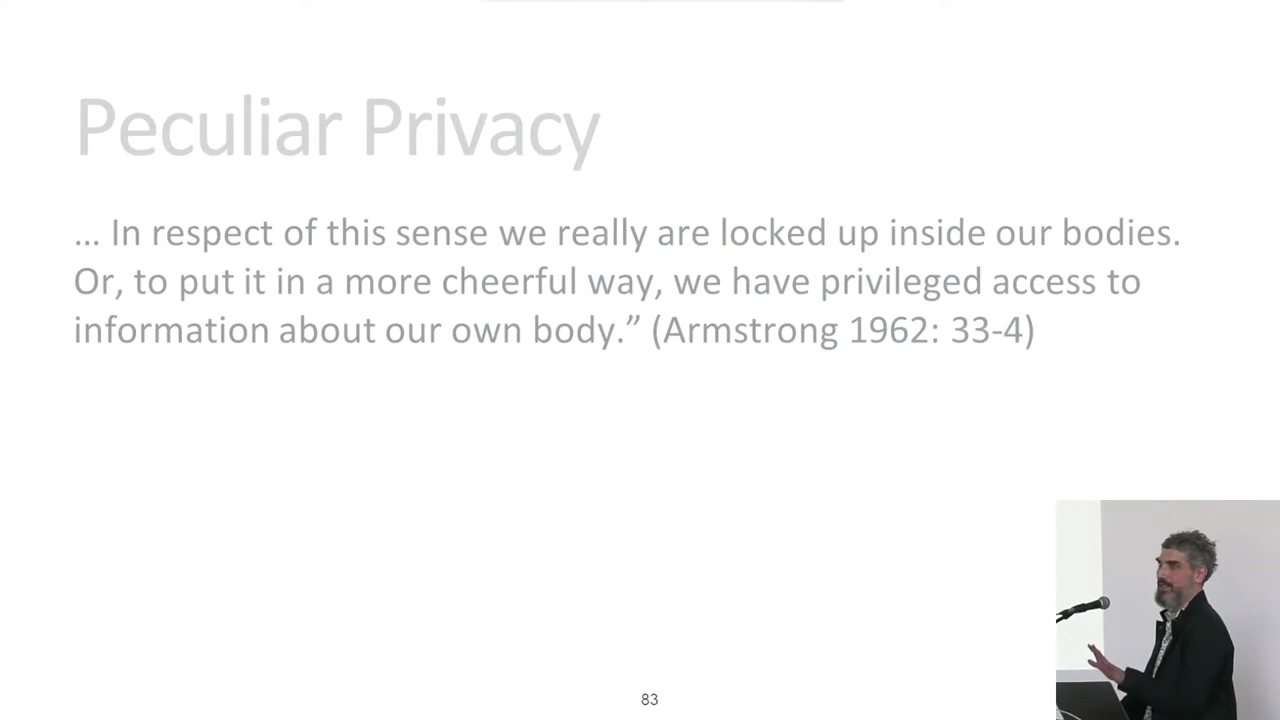 Peculiar Privacy
... In respect of this sense we really are locked up inside our bodies.
Or, to put it in a more cheerful way, we have privileged access to
information about our own body.” (Armstrong 1962: 33-4)
83